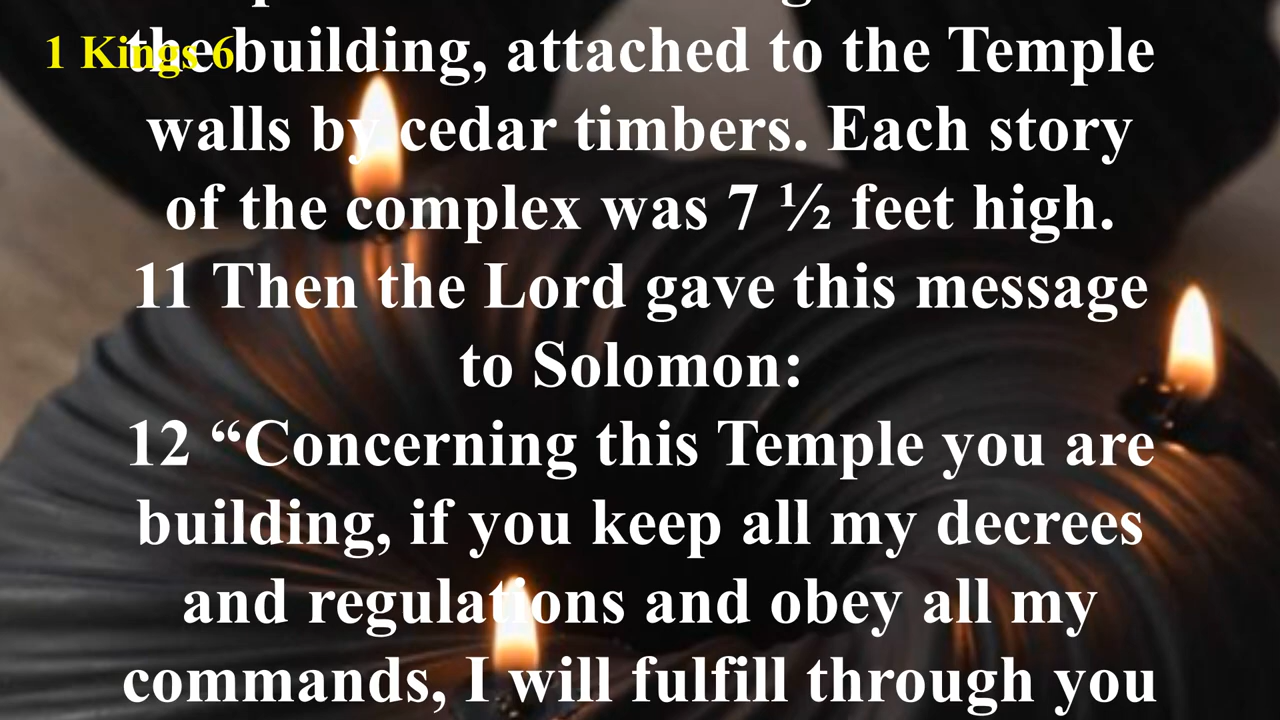 1 Kings 6
the building, attached to the Temple
walls by cedar timbers. Each story
of the complex was 7 ½ feet high.
11 Then the Lord gave this message
to Solomon:
12 “Concerning this Temple you are
building, if you keep all my decrees
and regulations and obey all my
commands, I will fulfill through you